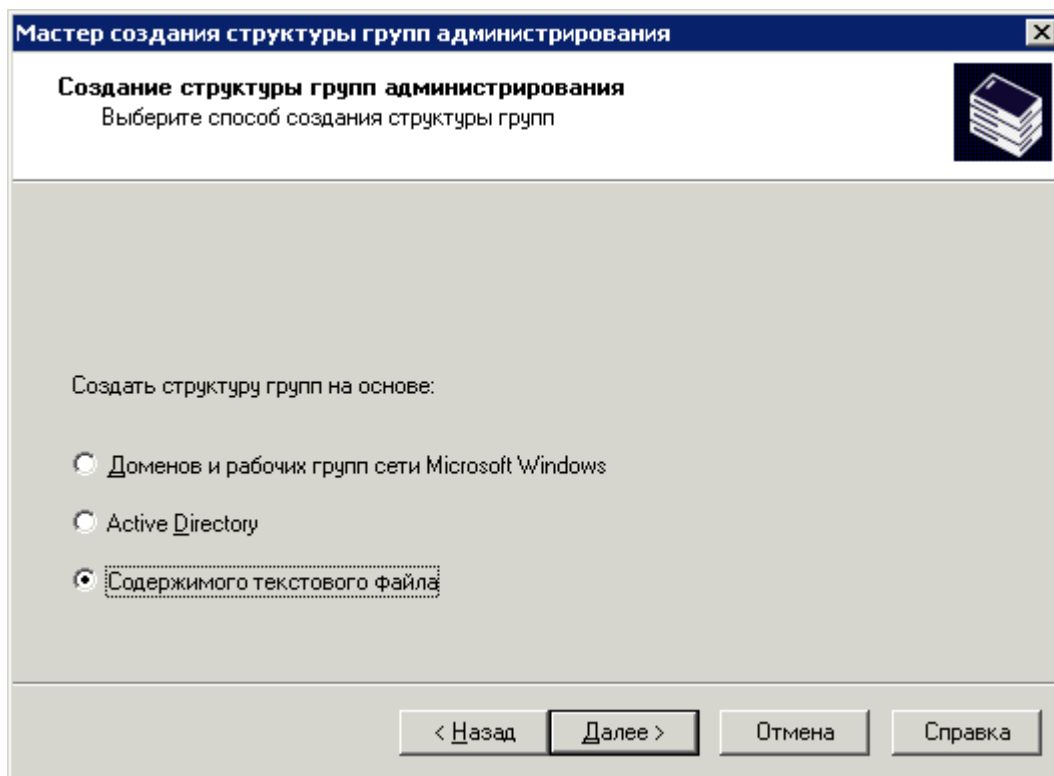 Мастер создания структуры групп администрирования
Создание структуры групп администрирования
Выберите способ создания структуры групп
Создать структуру групп на основе:
Доменов и рабочих групп сети Microsoft Windows
Active Directory
Содержимого текстового файла
< Назад
Далее >
Отмена
Справка